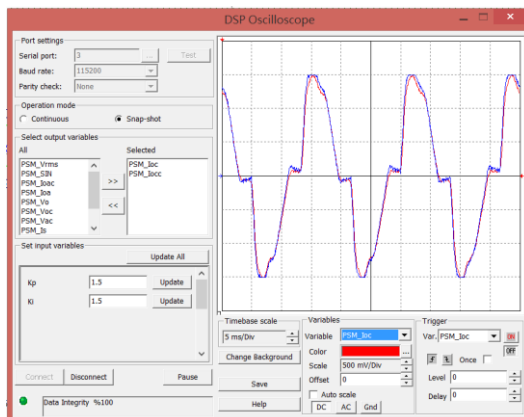 DSP Oscilloscope
Port settings
Serial port: 3 ... Test
Baud rate: 115200
Parity check: None
Operation mode
Continuous Snap-shot
Select output variables
All Selected
PSM_Vrms
PSM_SIN
PSM_Ioac
PSM_Ioa
PSM_Vo
PSM_Voc
PSM_Vac
PSM_Is
>>
<<
PSM_Ioc
PSM_Iocc
Set input variables
Update All
Kp 1.5 Update
Ki 1.5 Update
Connect Disconnect Pause
Data Integrity %100
Timebase scale
5 ms/Div
Change Background
Save
Help
Variables
Variable PSM_Ioc
Color ...
Scale 500 mV/Div
Offset 0
Auto scale
DC AC Gnd
Trigger
Var. PSM_Ioc ON
OFF
Once
Level 0
Delay 0